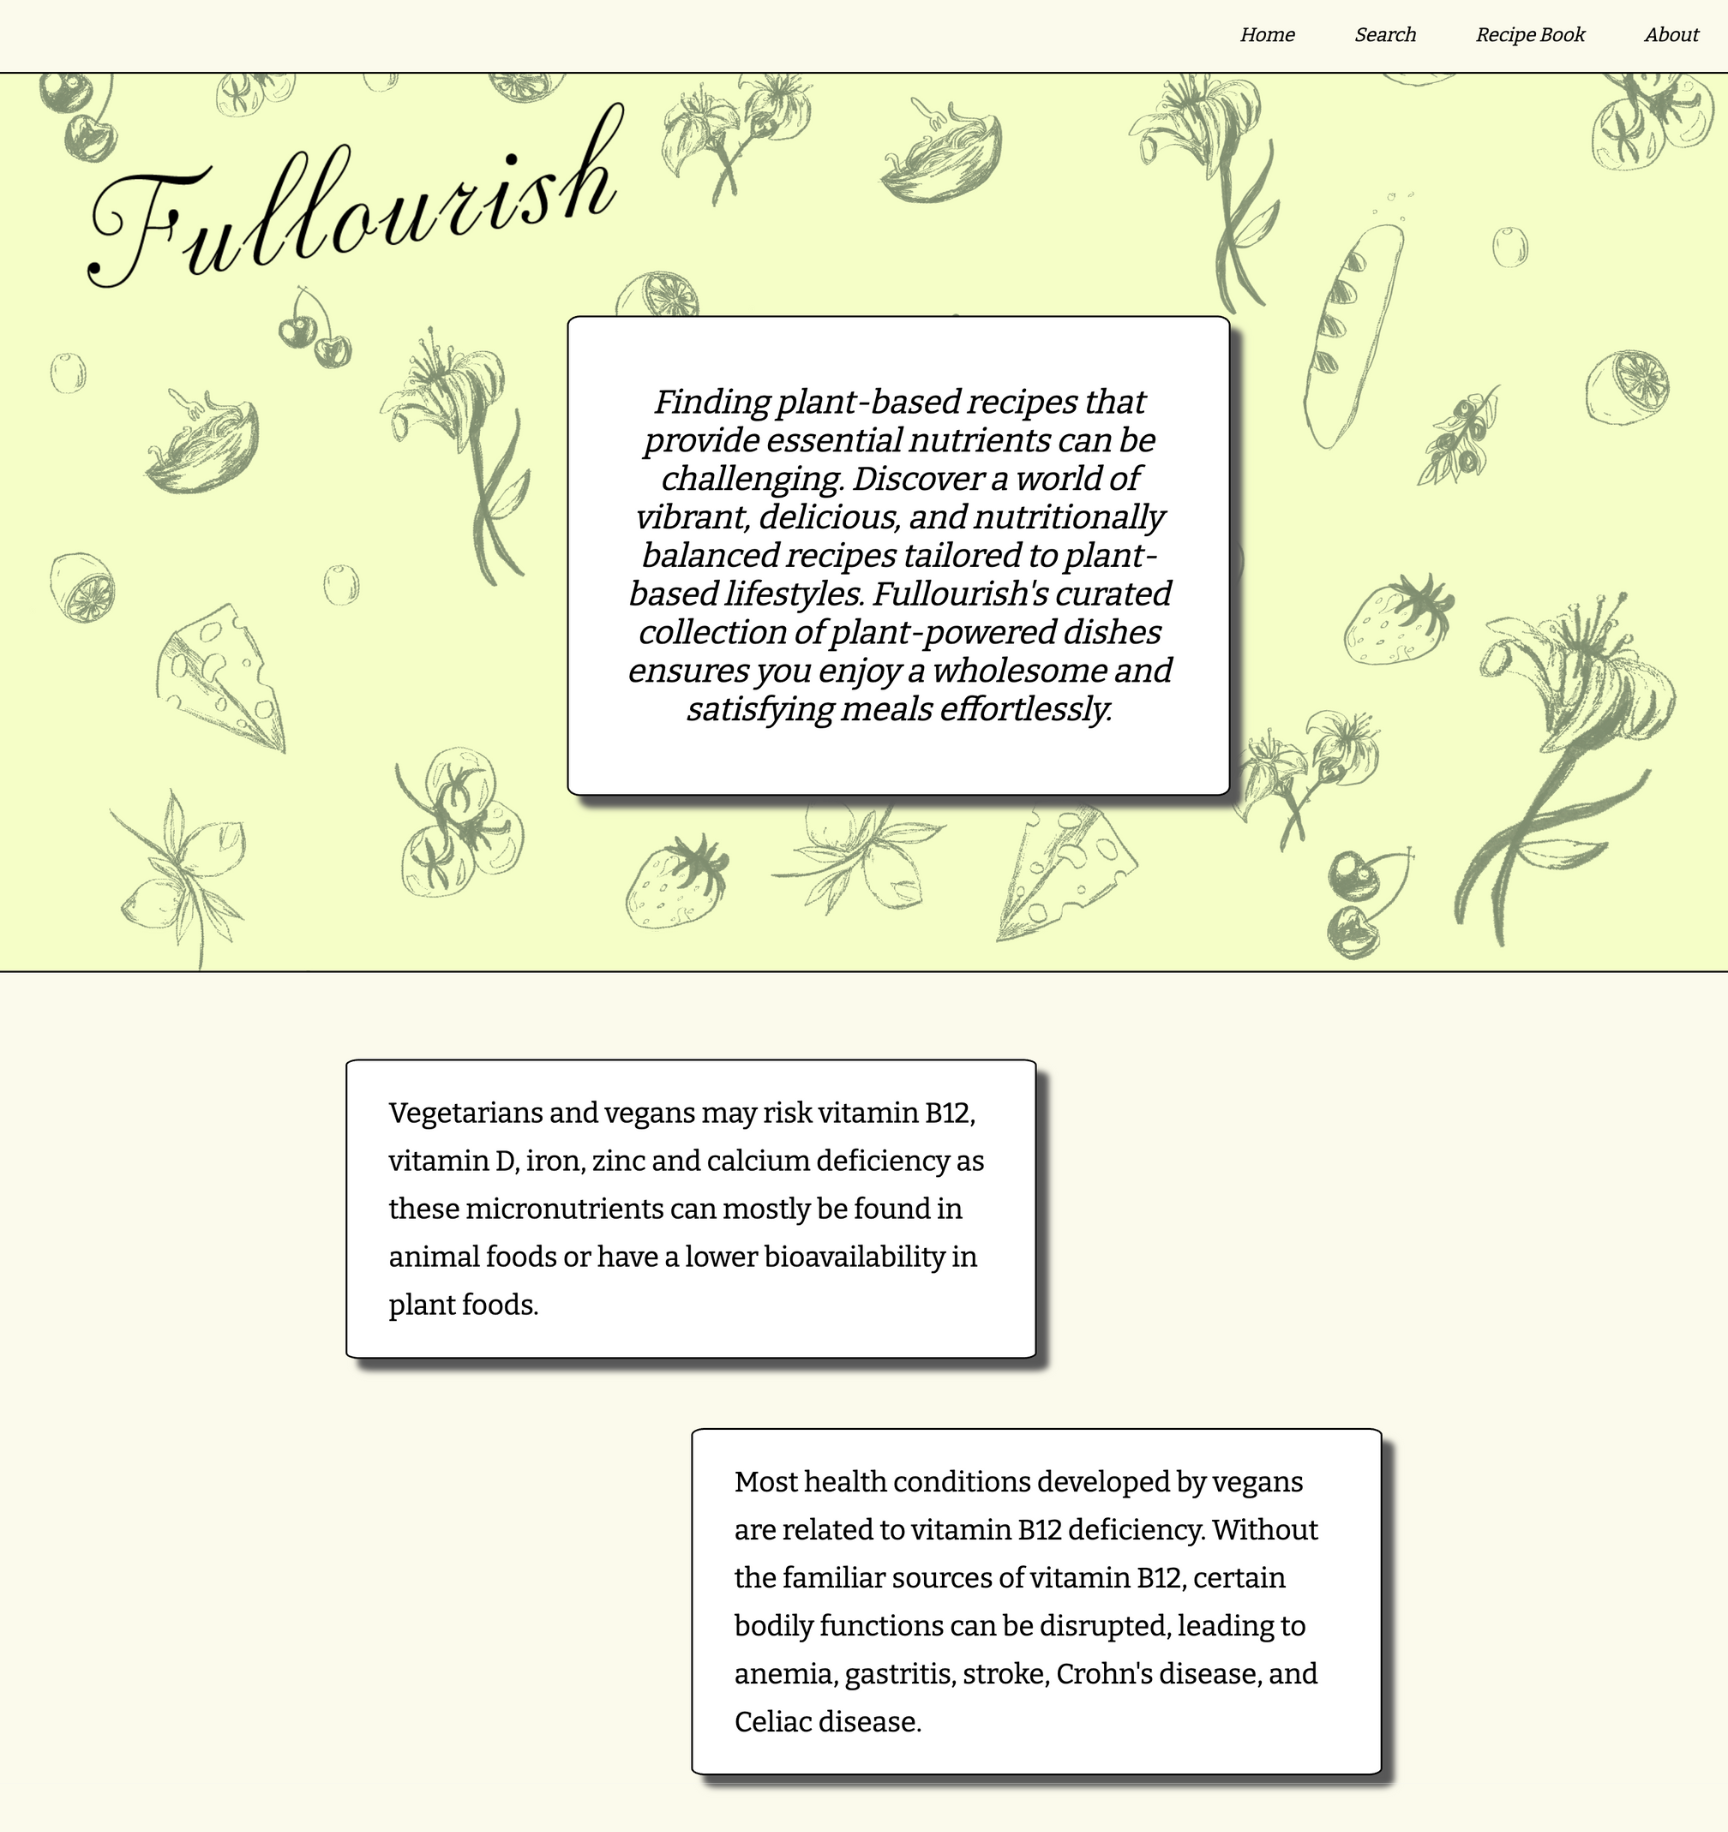 Home Search Recipe Book About
Fullourish
Finding plant-based recipes that
provide essential nutrients can be
challenging. Discover a world of
vibrant, delicious, and nutritionally
balanced recipes tailored to plant-
based lifestyles. Fullourish's curated
collection of plant-powered dishes
ensures you enjoy a wholesome and
satisfying meals effortlessly.
Vegetarians and vegans may risk vitamin B12,
vitamin D, iron, zinc and calcium deficiency as
these micronutrients can mostly be found in
animal foods or have a lower bioavailability in
plant foods.
Most health conditions developed by vegans
are related to vitamin B12 deficiency. Without
the familiar sources of vitamin B12, certain
bodily functions can be disrupted, leading to
anemia, gastritis, stroke, Crohn's disease, and
Celiac disease.